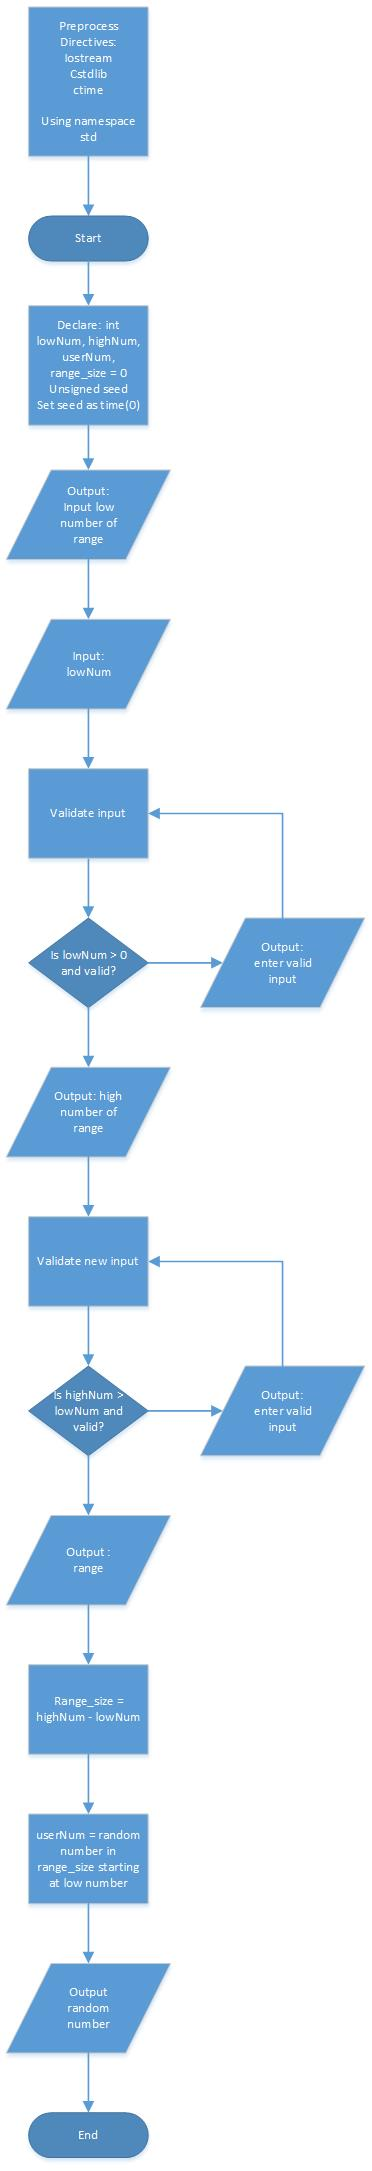 Preprocess
Directives:
Iostream
Cstdlib
ctime
Using namespace
std
Start
Declare: int
lowNum, highNum,
userNum,
range_size = 0
Unsigned seed
Set seed as time(0)
Output:
Input low
number of
range
Input:
lowNum
Validate input
Is lowNum > 0
and valid?
Output:
enter valid
input
Output: high
number of
range
Validate new input
Is highNum >
lowNum and
valid?
Output:
enter valid
input
Output :
range
Range_size =
highNum - lowNum
userNum = random
number in
range_size starting
at low number
Output
random
number
End